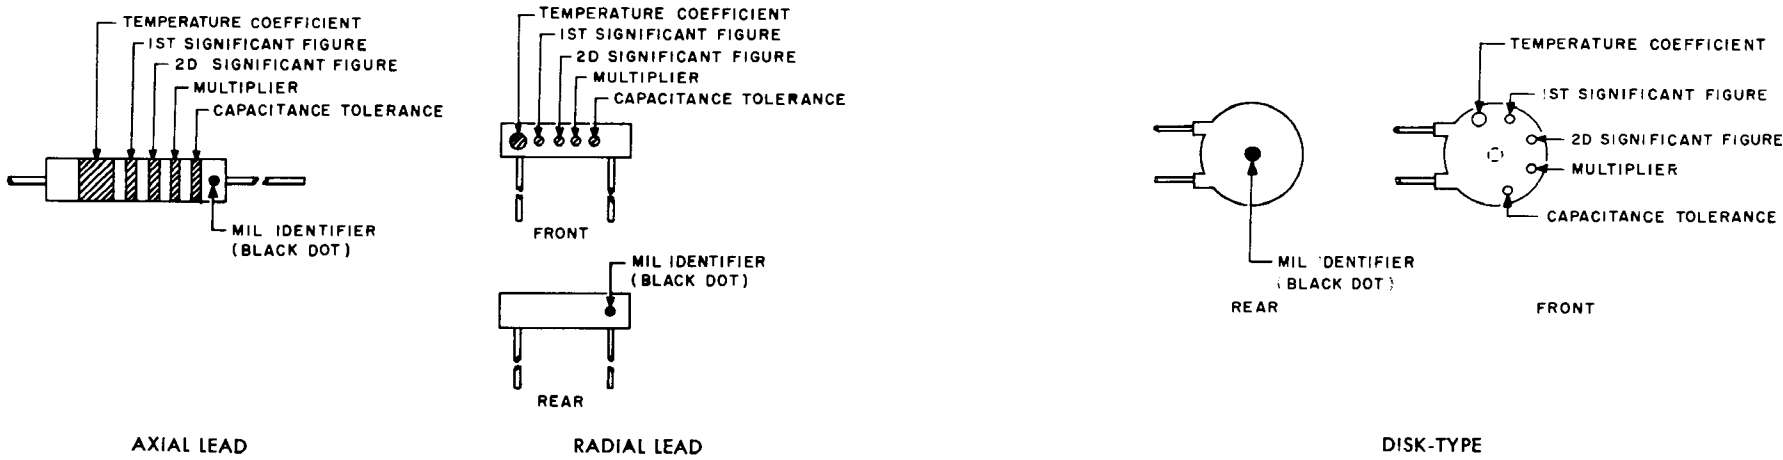 TEMPERATURE COEFFICIENT
1ST SIGNIFICANT FIGURE
2D SIGNIFICANT FIGURE
MULTIPLIER
CAPACITANCE TOLERANCE
MIL IDENTIFIER
(BLACK DOT)
AXIAL LEAD
TEMPERATURE COEFFICIENT
1ST SIGNIFICANT FIGURE
2D SIGNIFICANT FIGURE
MULTIPLIER
CAPACITANCE TOLERANCE
FRONT
MIL IDENTIFIER
(BLACK DOT)
REAR
RADIAL LEAD
MIL IDENTIFIER
(BLACK DOT)
REAR
TEMPERATURE COEFFICIENT
1ST SIGNIFICANT FIGURE
2D SIGNIFICANT FIGURE
MULTIPLIER
CAPACITANCE TOLERANCE
FRONT
DISK-TYPE